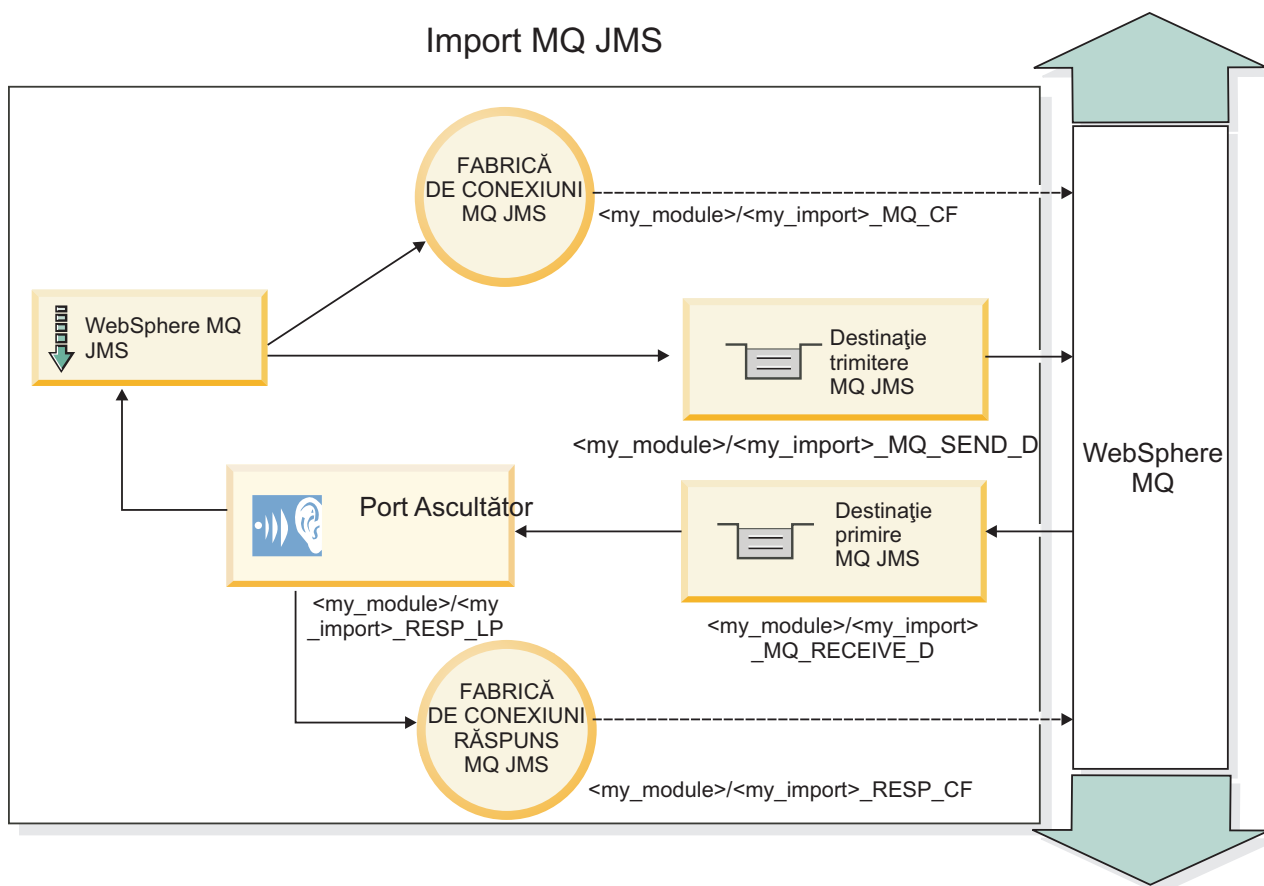 Import MQ JMS
FABRICĂ
DE CONEXIUNI
MQ JMS
<my_module>/<my_import>_MQ_CF
WebSphere MQ
JMS
Destinaţie
trimitere
MQ JMS
<my_module>/<my_import>_MQ_SEND_D
WebSphere
MQ
Port Ascultător
Destinaţie
primire
MQ JMS
<my_module>/<my
_import>_RESP_LP
<my_module>/<my_import>
_MQ_RECEIVE_D
FABRICĂ
DE CONEXIUNI
RĂSPUNS
MQ JMS
<my_module>/<my_import>_RESP_CF